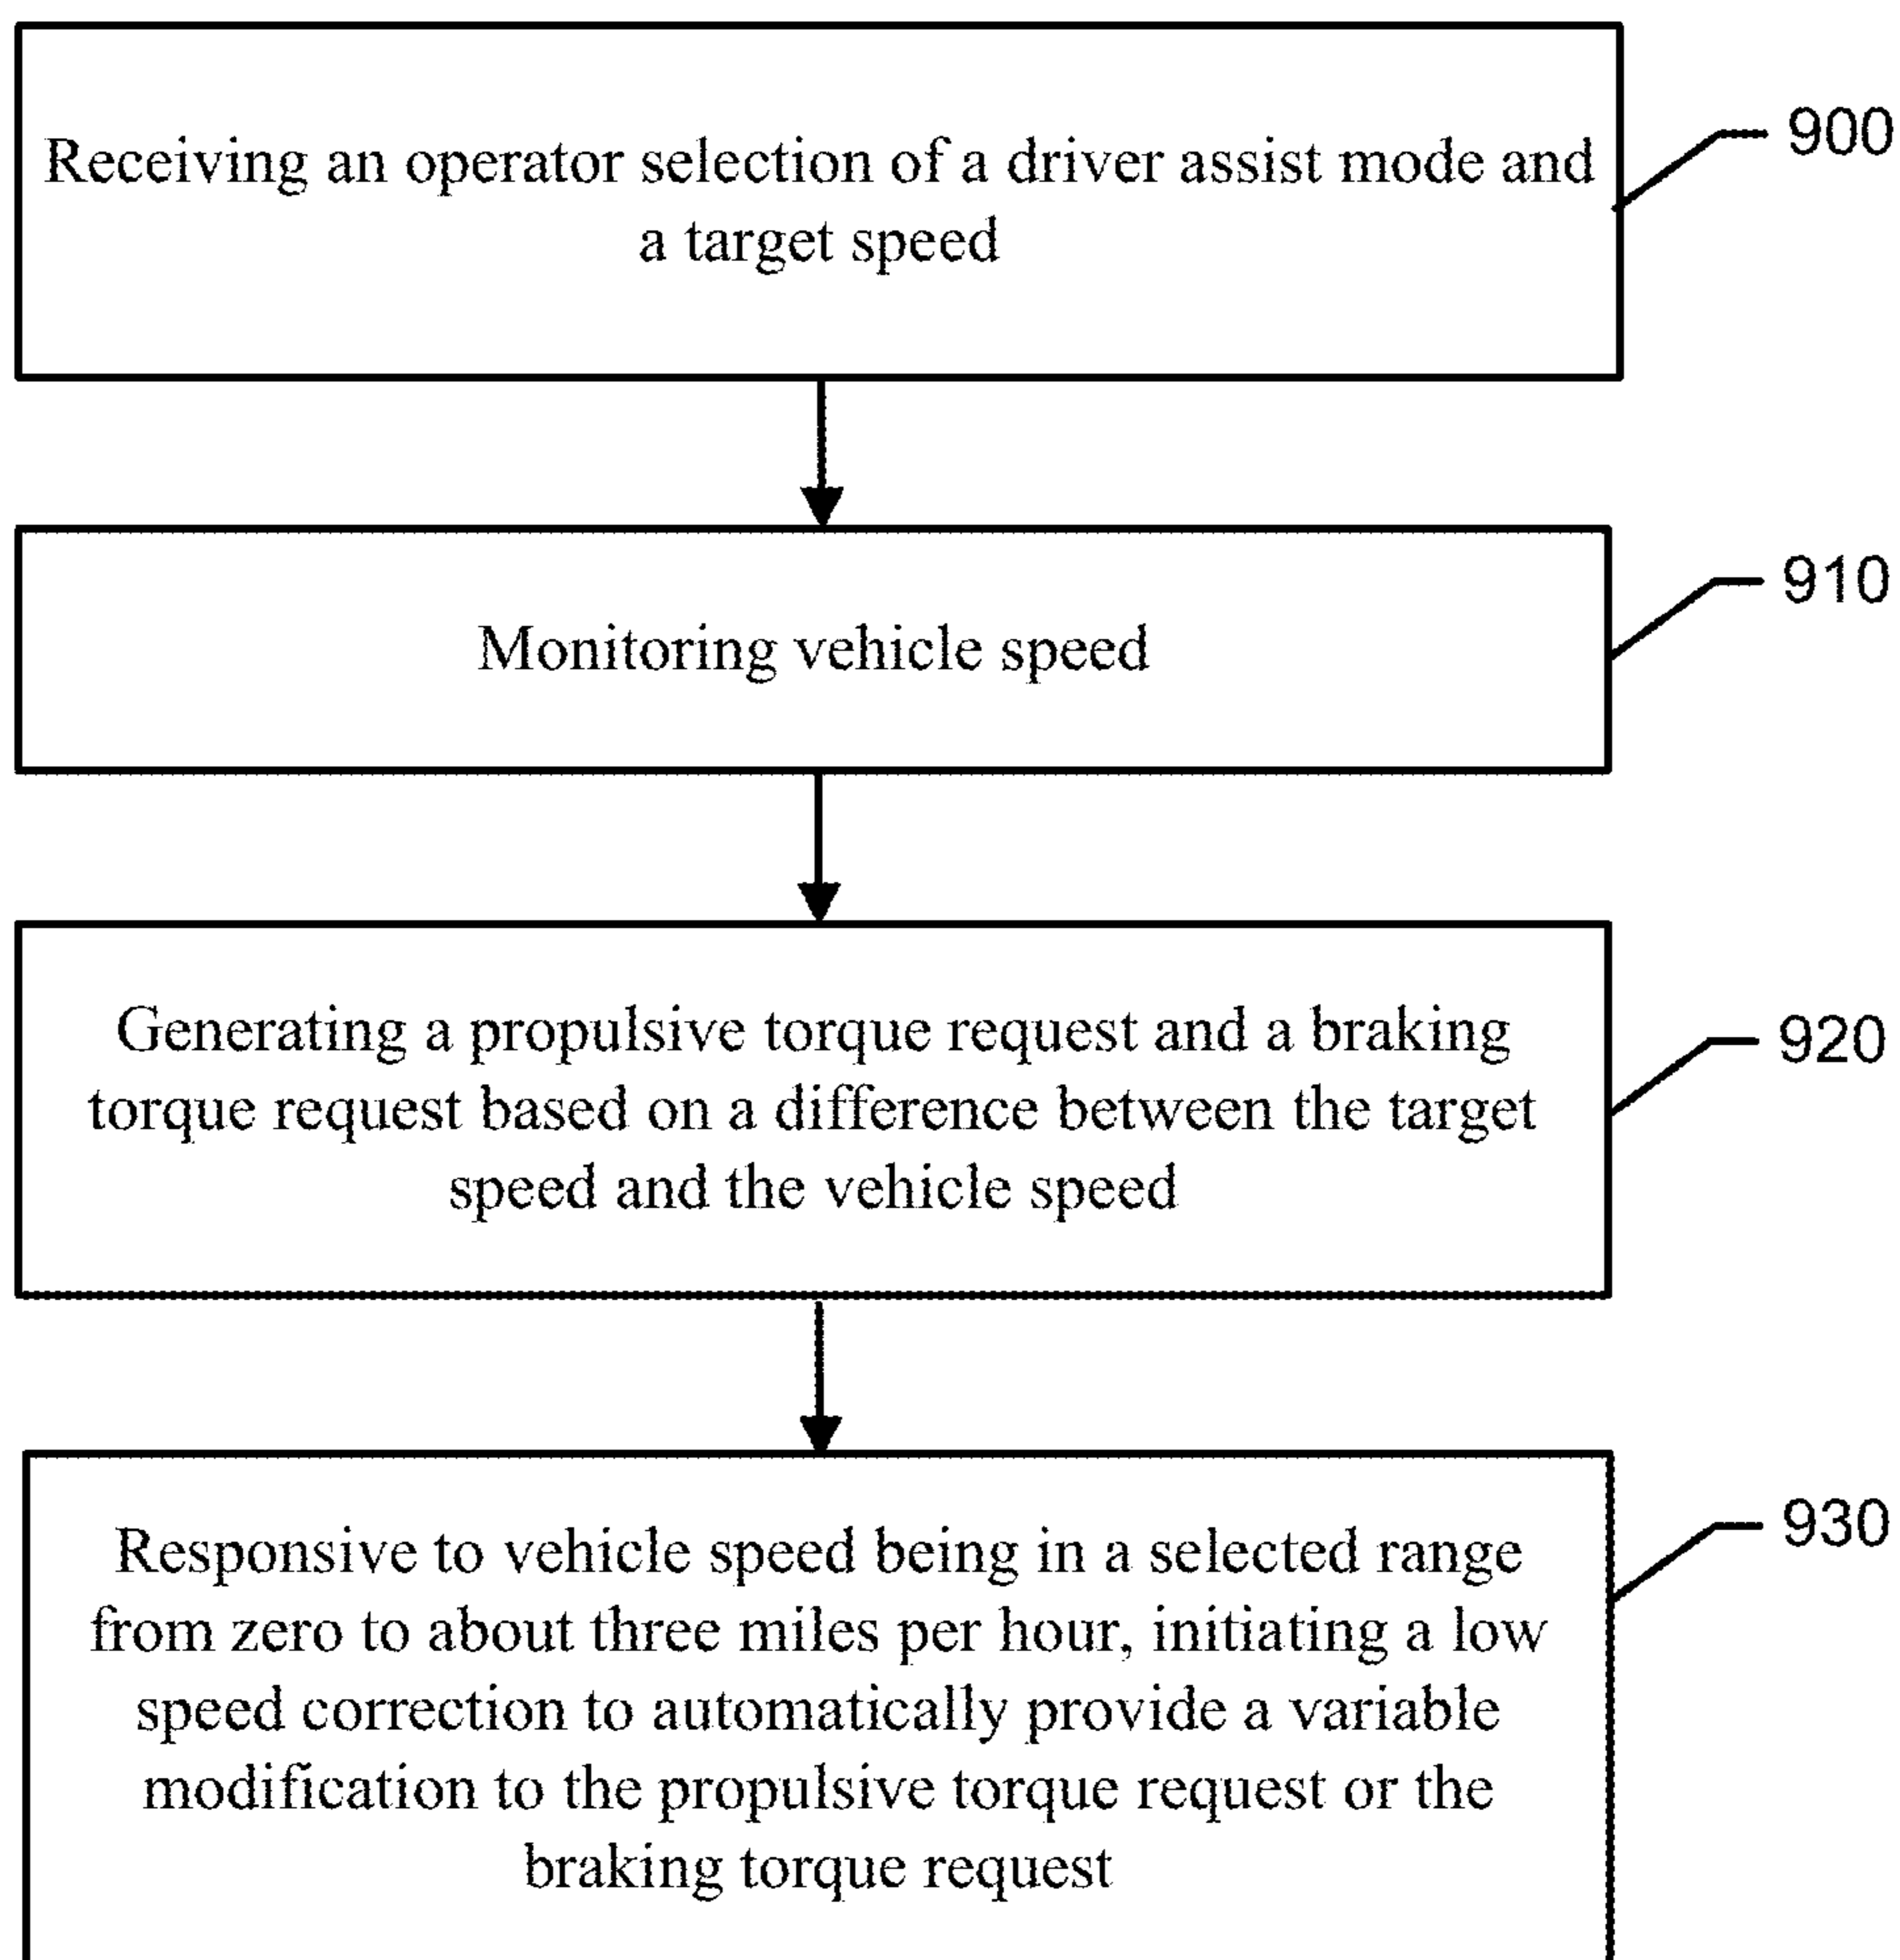 Receiving an operator selection of a driver assist mode and
a target speed
900
Monitoring vehicle speed
910
Generating a propulsive torque request and a braking
torque request based on a difference between the target
speed and the vehicle speed
920
Responsive to vehicle speed being in a selected range
from zero to about three miles per hour, initiating a low
speed correction to automatically provide a variable
modification to the propulsive torque request or the
braking torque request
930